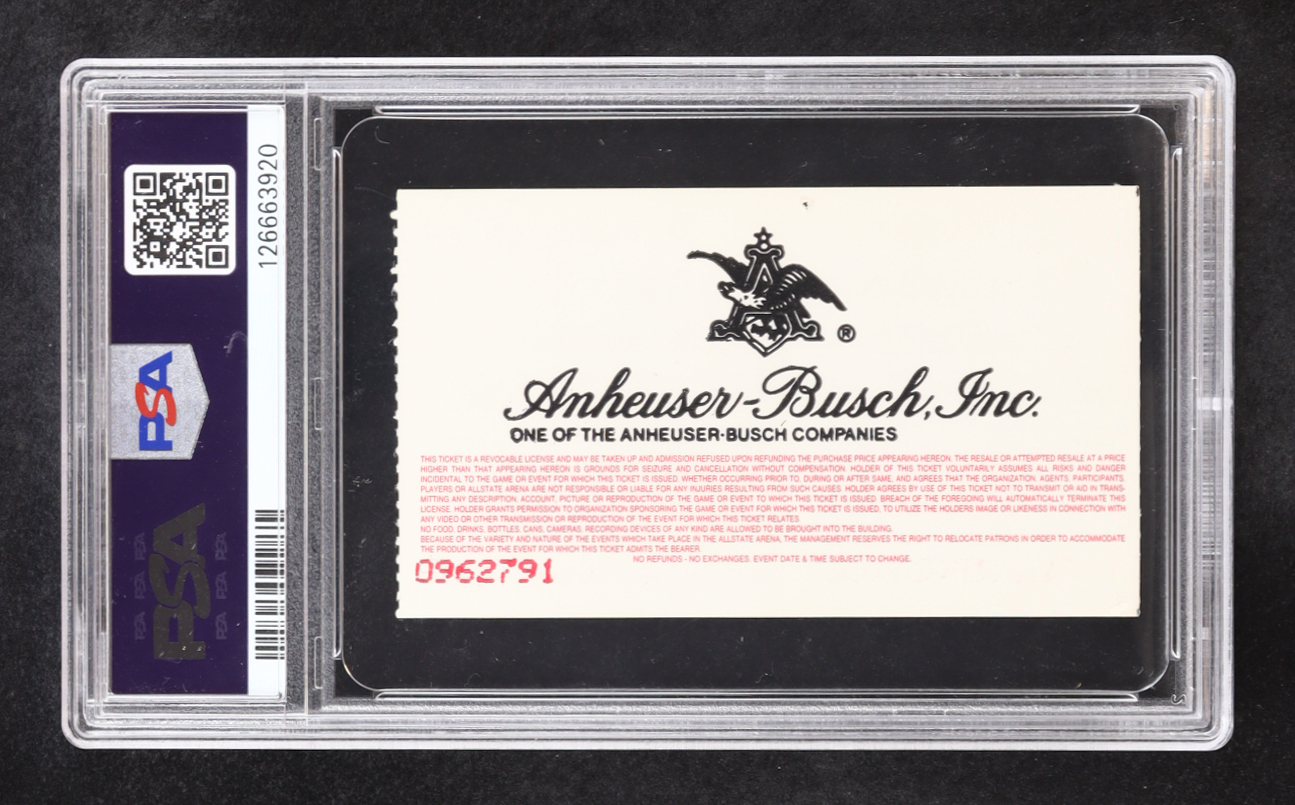 126663920
PSA
PSA
A
®
Anheuser-Busch, Inc.
ONE OF THE ANHEUSER-BUSCH COMPANIES
THIS TICKET IS A REVOCABLE LICENSE AND MAY BE TAKEN UP AND ADMISSION REFUSED UPON REFUNDING THE PURCHASE PRICE APPEARING HEREON. THE RESALE OR ATTEMPTED RESALE AT A PRICE
HIGHER THAN THAT APPEARING HEREON IS GROUNDS FOR SEIZURE AND CANCELLATION WITHOUT COMPENSATION. HOLDER OF THIS TICKET VOLUNTARILY ASSUMES ALL RISKS AND DANGER
INCIDENTAL TO THE GAME OR EVENT FOR WHICH THIS TICKET IS ISSUED. WHETHER OCCURRING PRIOR TO, DURING OR AFTER SAME, AND AGREES THAT THE ORGANIZATION, AGENTS, PARTICIPANTS,
PLAYERS OR ALLSTATE ARENA ARE NOT RESPONSIBLE OR LIABLE FOR ANY INJURIES RESULTING FROM SUCH CAUSES. HOLDER AGREES BY USE OF THIS TICKET NOT TO TRANSMIT OR AID IN TRANS-
MITTING ANY DESCRIPTION, ACCOUNT, PICTURE OR REPRODUCTION OF THE GAME OR EVENT TO WHICH THIS TICKET IS ISSUED. BREACH OF THE FOREGOING WILL AUTOMATICALLY TERMINATE THIS
LICENSE. HOLDER GRANTS PERMISSION TO ORGANIZATION SPONSORING THE GAME OR EVENT FOR WHICH THIS TICKET IS ISSUED, TO UTILIZE THE HOLDERS IMAGE OR LIKENESS IN CONNECTION WITH
ANY VIDEO OR OTHER TRANSMISSION OR REPRODUCTION OF THE EVENT FOR WHICH THIS TICKET RELATES.
NO FOOD, DRINKS, BOTTLES, CANS, CAMERAS, RECORDING DEVICES OF ANY KIND ARE ALLOWED TO BE BROUGHT INTO THE BUILDING.
BECAUSE OF THE VARIETY AND NATURE OF THE EVENTS WHICH TAKE PLACE IN THE ALLSTATE ARENA, THE MANAGEMENT RESERVES THE RIGHT TO RELOCATE PATRONS IN ORDER TO ACCOMMODATE
THE PRODUCTION OF THE EVENT FOR WHICH THIS TICKET ADMITS THE BEARER.
NO REFUNDS - NO EXCHANGES. EVENT DATE & TIME SUBJECT TO CHANGE.
0962791